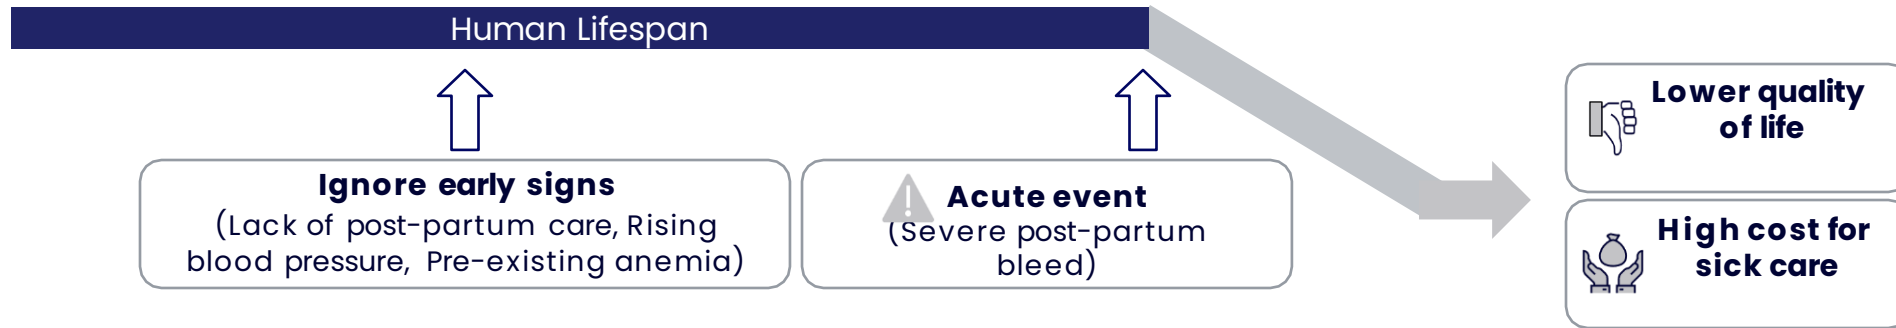 Human Lifespan
Ignore early signs
(Lack of post-partum care, Rising
blood pressure, Pre-existing anemia)
Acute event
(Severe post-partum
bleed)
Lower quality
of life
High cost for
sick care